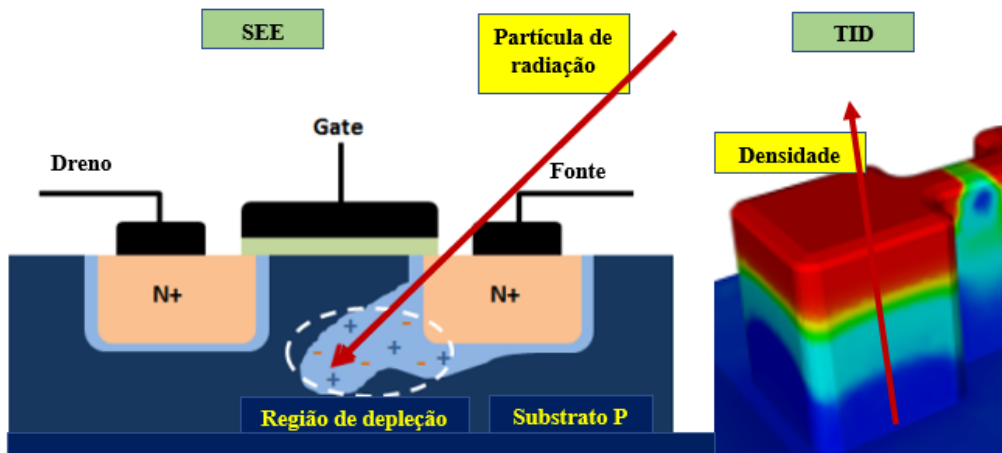 SEE
Partícula de
radiação
TID
Gate
Densidade
Dreno
Fonte
N+
N+
+
-
-
+
-
-
+
+
Região de depleção
Substrato P